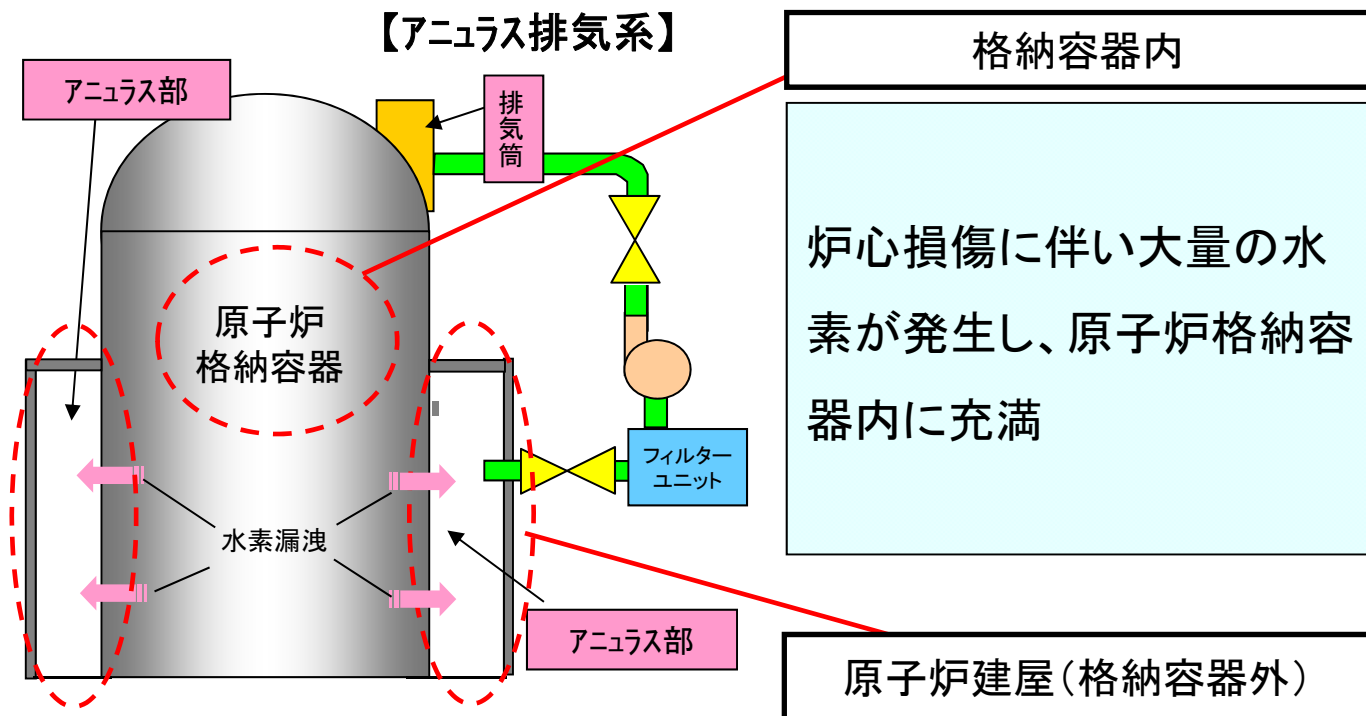 【アニュラス排気系】
アニュラス部
排気筒
原子炉
格納容器
フィルター
ユニット
水素漏洩
アニュラス部
格納容器内
炉心損傷に伴い大量の水
素が発生し、原子炉格納容
器内に充満
原子炉建屋(格納容器外)